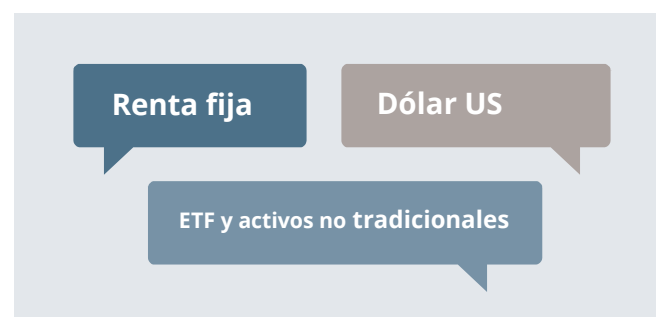 Renta fija
Dólar US
ETF y activos no tradicionales